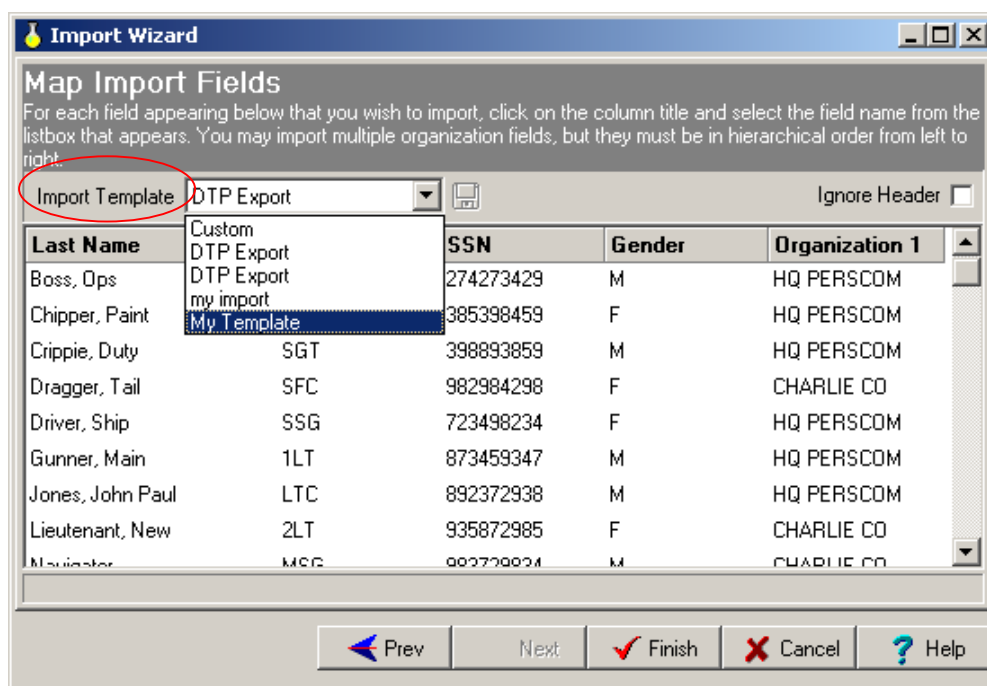 Import Wizard
Map Import Fields
For each field appearing below that you wish to import, click on the column title and select the field name from the
listbox that appears. You may import multiple organization fields, but they must be in hierarchical order from left to
right.
Import Template DTP Export Ignore Header
Custom
DTP Export
DTP Export
my import
My Template
Last Name SSN Gender Organization 1
Boss, Ops 274273429 M HQ PERSCOM
Chipper, Paint 385398459 F HQ PERSCOM
Crippie, Duty SGT 398893859 M HQ PERSCOM
Dragger, Tail SFC 982984298 F CHARLIE CO
Driver, Ship SSG 723498234 F HQ PERSCOM
Gunner, Main 1LT 873459347 M HQ PERSCOM
Jones, John Paul LTC 892372938 M HQ PERSCOM
Lieutenant, New 2LT 935872985 F CHARLIE CO
Navigator MSG M CHARLIE CO
Prev Next Finish Cancel Help